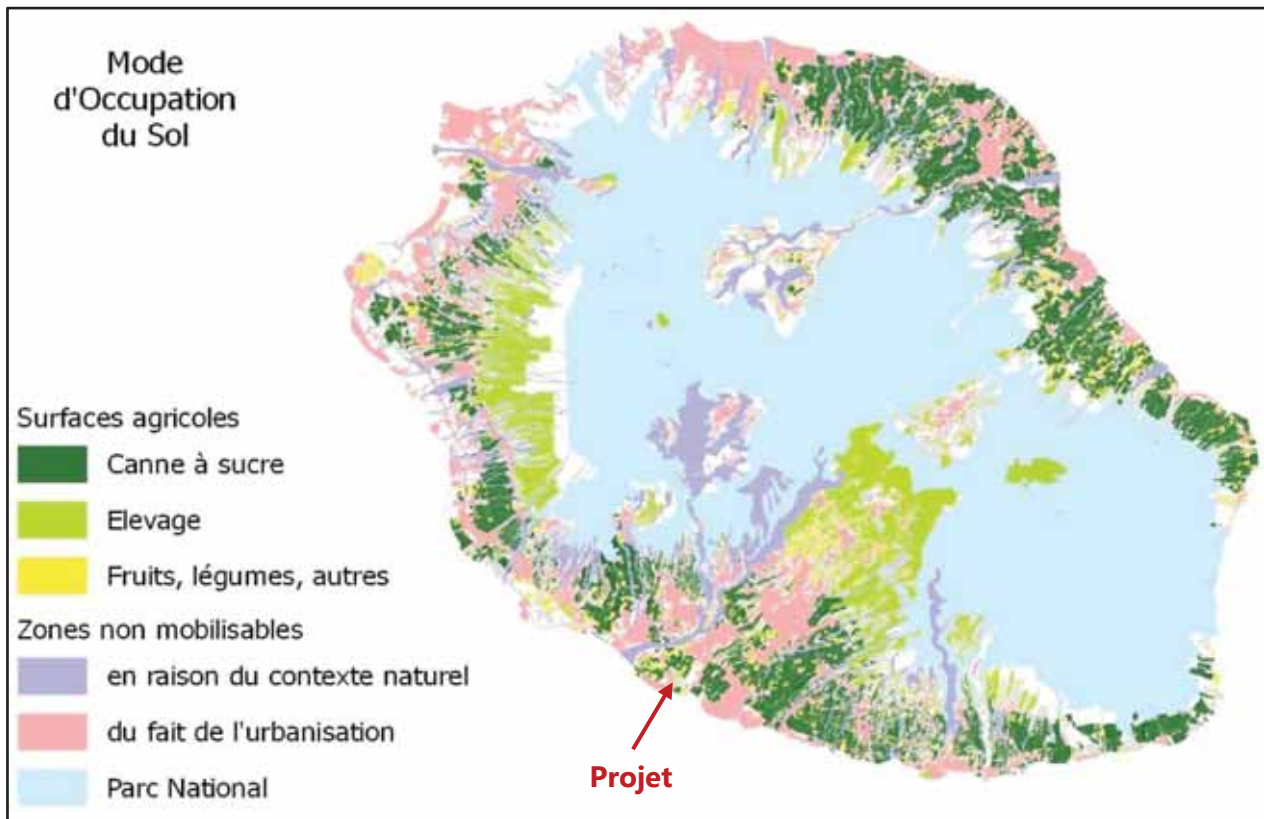 Mode
d'Occupation
du Sol
Surfaces agricoles
Canne à sucre
Elevage
Fruits, légumes, autres
Zones non mobilisables
en raison du contexte naturel
du fait de l'urbanisation
Parc National
Projet